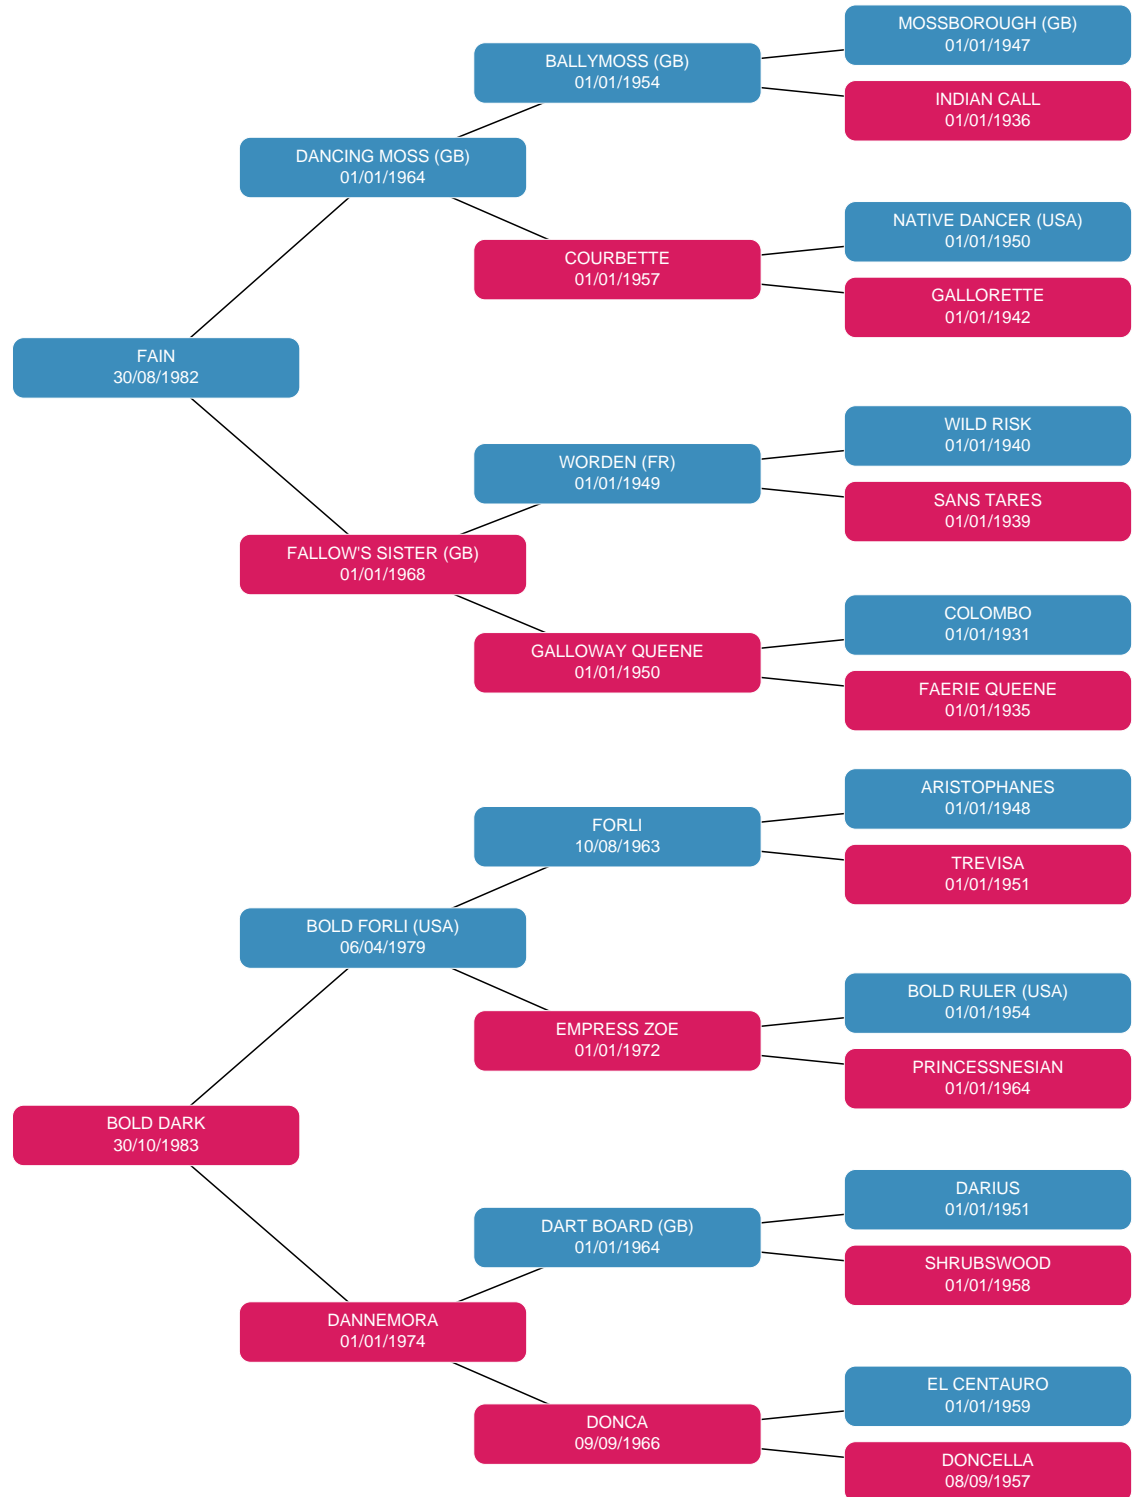 MOSSBOROUGH (GB)
01/01/1947
BALLYMOSS (GB)
01/01/1954
INDIAN CALL
01/01/1936
DANCING MOSS (GB)
01/01/1964
NATIVE DANCER (USA)
01/01/1950
COURBETTE
01/01/1957
GALLORETTE
01/01/1942
FAIN
30/08/1982
WILD RISK
01/01/1940
WORDEN (FR)
01/01/1949
SANS TARES
01/01/1939
FALLOW'S SISTER (GB)
01/01/1968
COLOMBO
01/01/1931
GALLOWAY QUEENE
01/01/1950
FAERIE QUEENE
01/01/1935
ARISTOPHANES
01/01/1948
FORLI
10/08/1963
TREVISA
01/01/1951
BOLD FORLI (USA)
06/04/1979
BOLD RULER (USA)
01/01/1954
EMPRESS ZOE
01/01/1972
PRINCESSNESIAN
01/01/1964
BOLD DARK
30/10/1983
DARIUS
01/01/1951
DART BOARD (GB)
01/01/1964
SHRUBSWOOD
01/01/1958
DANNEMORA
01/01/1974
EL CENTAURO
01/01/1959
DONCA
09/09/1966
DONCELLA
08/09/1957